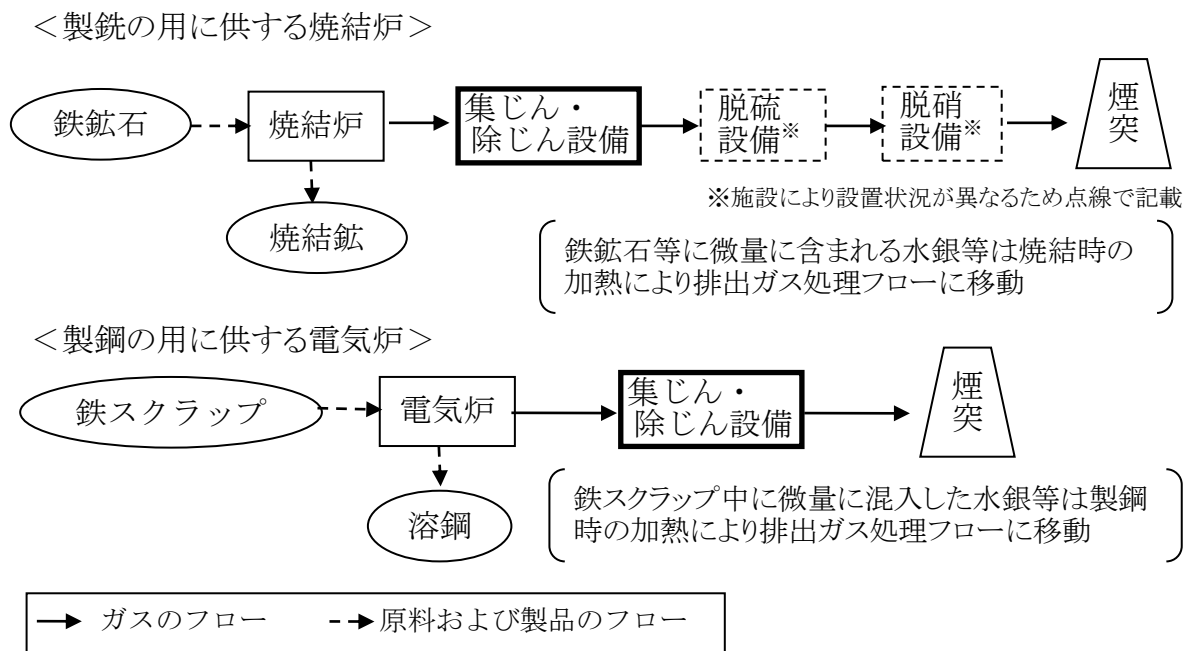 ＜製銑の用に供する焼結炉＞
鉄鉱石
焼結炉
集じん・
除じん設備
脱硫
設備※
脱硝
設備※
煙
突
※施設により設置状況が異なるため点線で記載
焼結鉱
鉄鉱石等に微量に含まれる水銀等は焼結時の
加熱により排出ガス処理フローに移動
＜製鋼の用に供する電気炉＞
鉄スクラップ
電気炉
集じん・
除じん設備
煙
突
溶鋼
鉄スクラップ中に微量に混入した水銀等は製鋼
時の加熱により排出ガス処理フローに移動
ガスのフロー
原料および製品のフロー